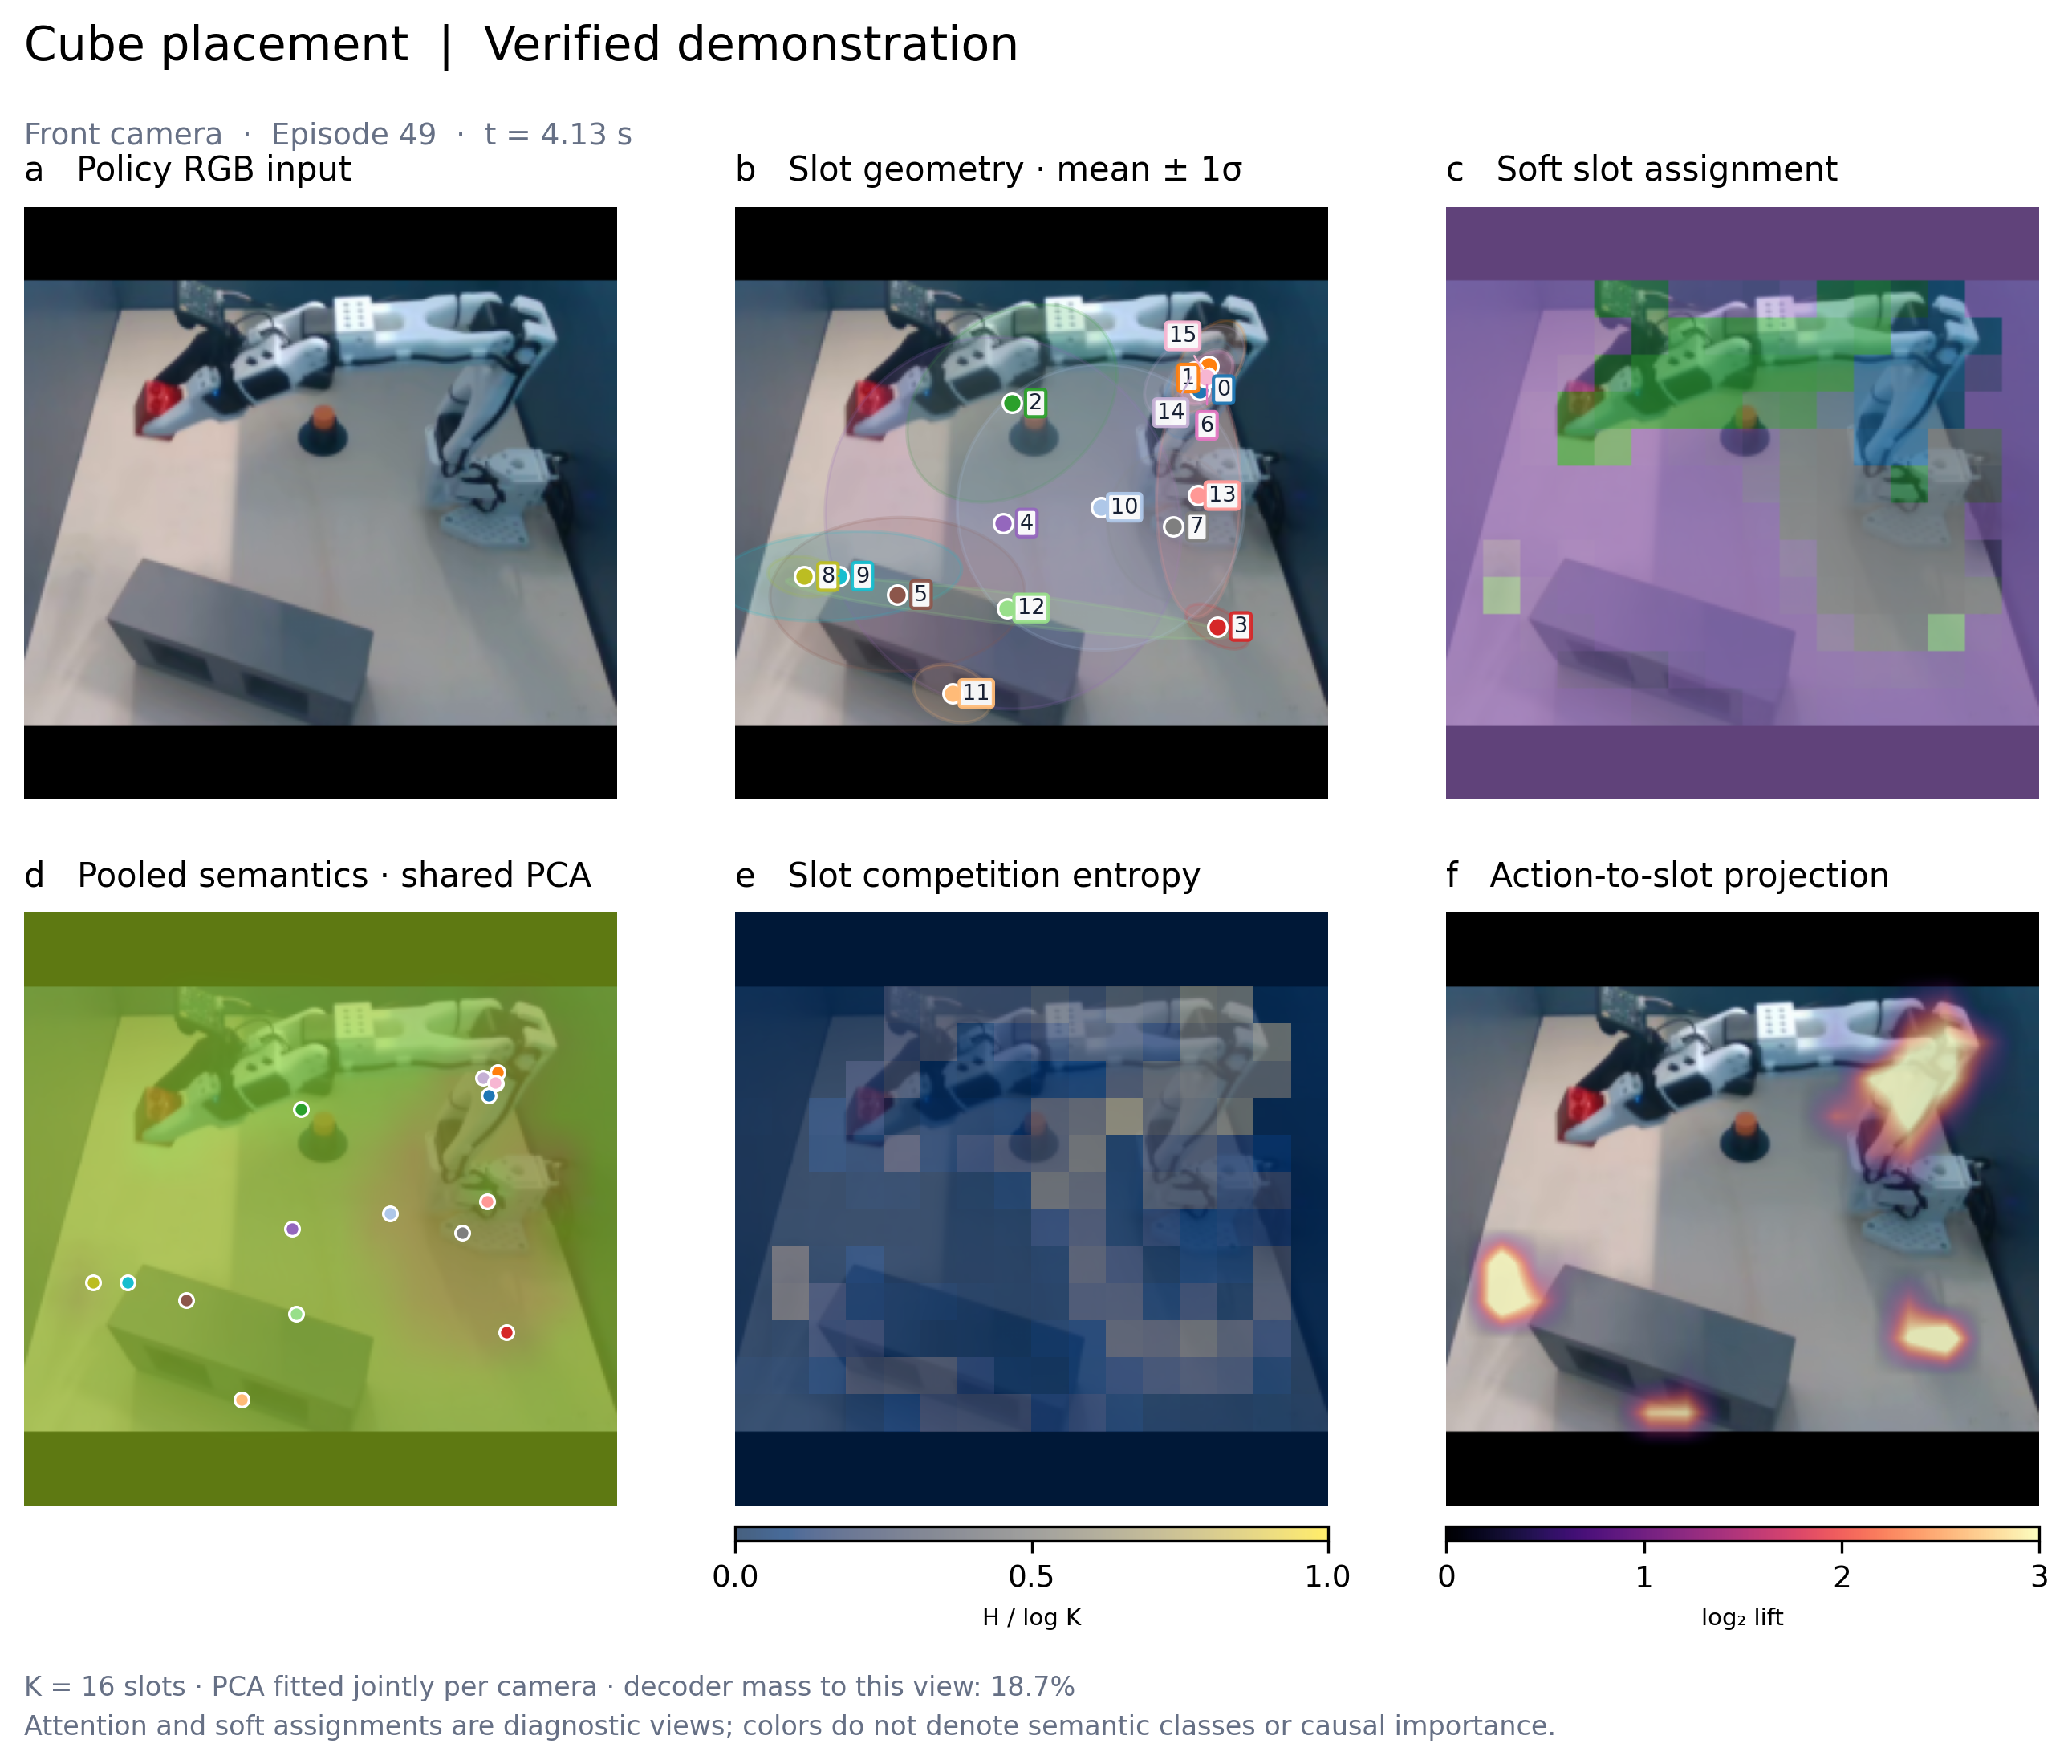 Cube placement | Verified demonstration
Front camera · Episode 49 · t = 4.13 s
a Policy RGB input
b Slot geometry · mean ± 1σ
c Soft slot assignment
15
1
0
14
6
2
13
10
7
4
8
9
5
12
3
11
d Pooled semantics · shared PCA
e Slot competition entropy
f Action-to-slot projection
0.0 0.5 1.0
H / log K
0 1 2 3
log₂ lift
K = 16 slots · PCA fitted jointly per camera · decoder mass to this view: 18.7%
Attention and soft assignments are diagnostic views; colors do not denote semantic classes or causal importance.